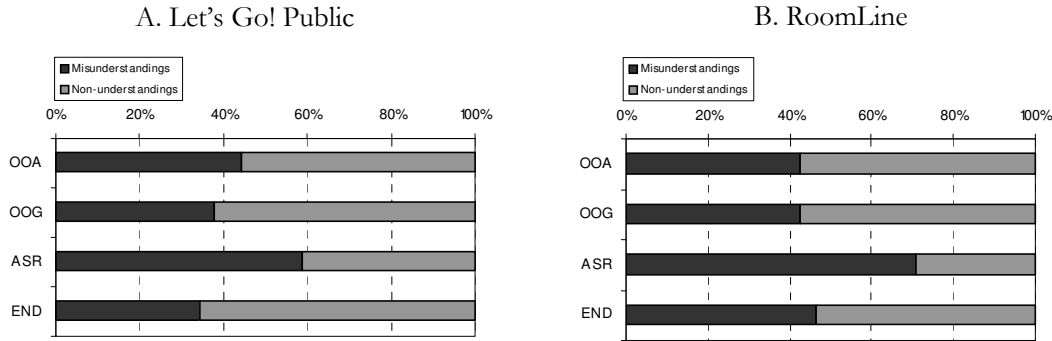 A. Let's Go! Public
Misunderstandings
Non-understandings
0% 20% 40% 60% 80% 100%
OOA
OOG
ASR
END
B. RoomLine
Misunderstandings
Non-understandings
0% 20% 40% 60% 80% 100%
OOA
OOG
ASR
END